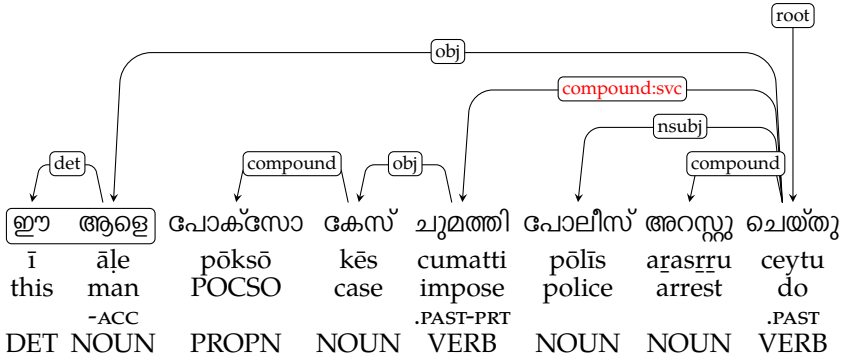 root
obj
compound:svc
nsubj
det compound obj compound
ഈ ആളെ പോക്സോ കേസ് ചുമത്തി പോലീസ് അറസ്റ്റു ചെയ്തു
ī āḷe pōksō kēs cumatti pōlīs aṟasṟṟu ceytu
this man POCSO case impose police arrest do
-ACC .PAST-PRT .PAST
DET NOUN PROPN NOUN VERB NOUN NOUN VERB